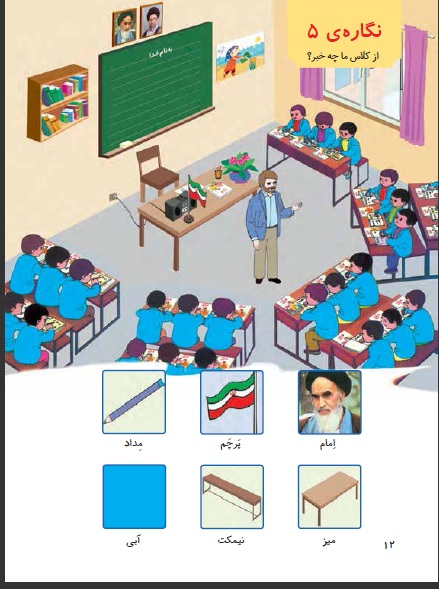 نگاره‌ی ۵
از کلاس ما چه خبر؟
به نام خدا
اِمام
پَرچَم
مِداد
میز
نیمکت
آبی
۱۲